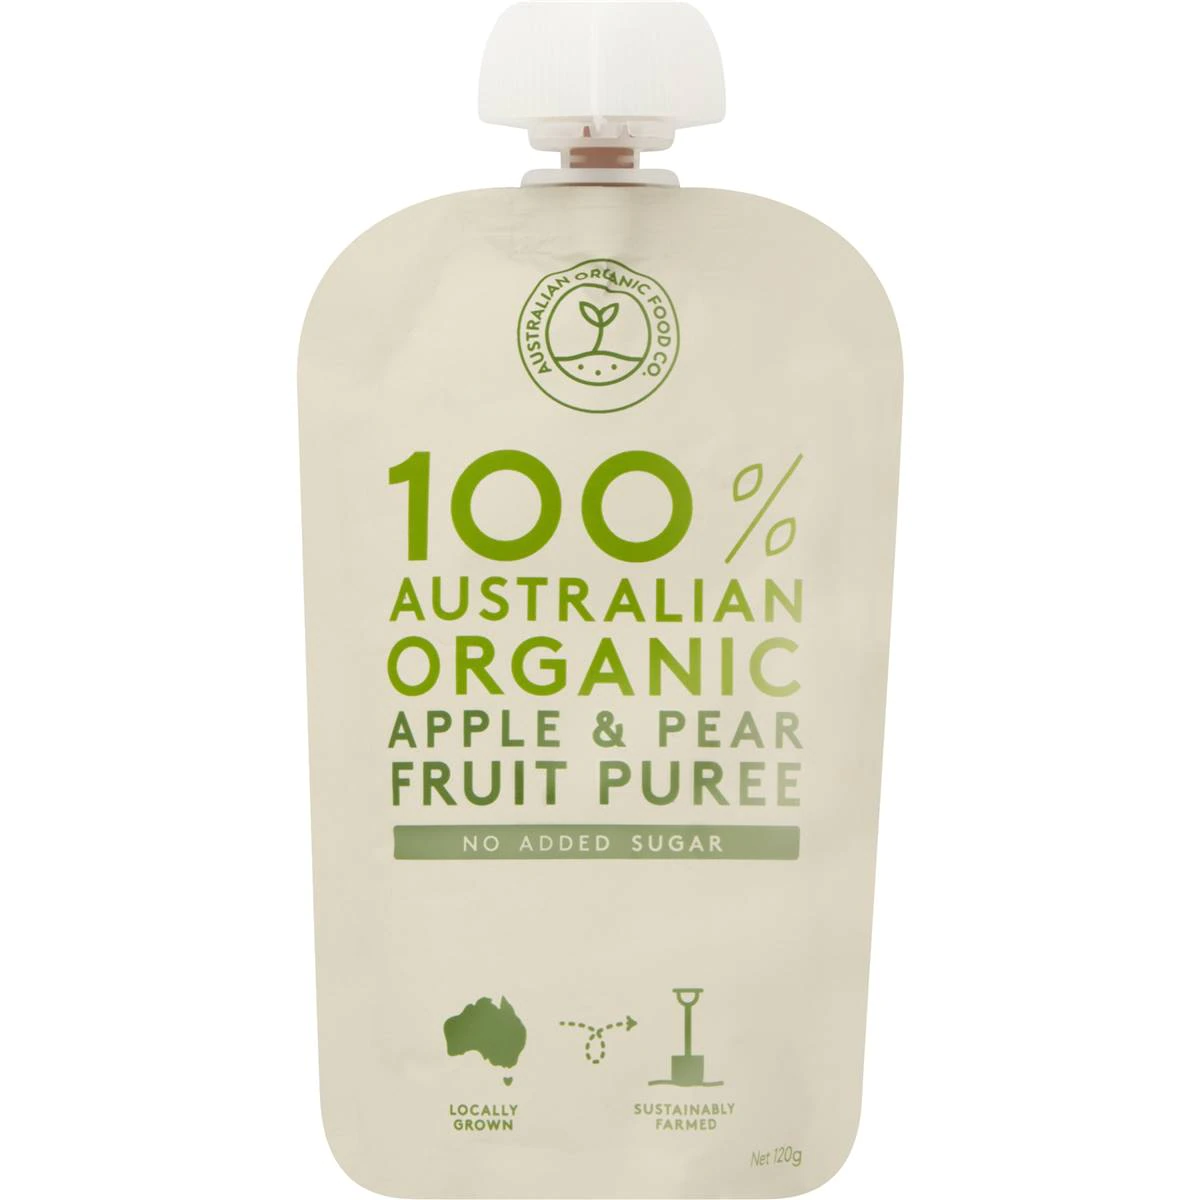 AUSTRALIAN ORGANIC FOOD CO.
100%
AUSTRALIAN
ORGANIC
APPLE & PEAR
FRUIT PUREE
NO ADDED SUGAR
LOCALLY
GROWN
SUSTAINABLY
FARMED
Net 120g